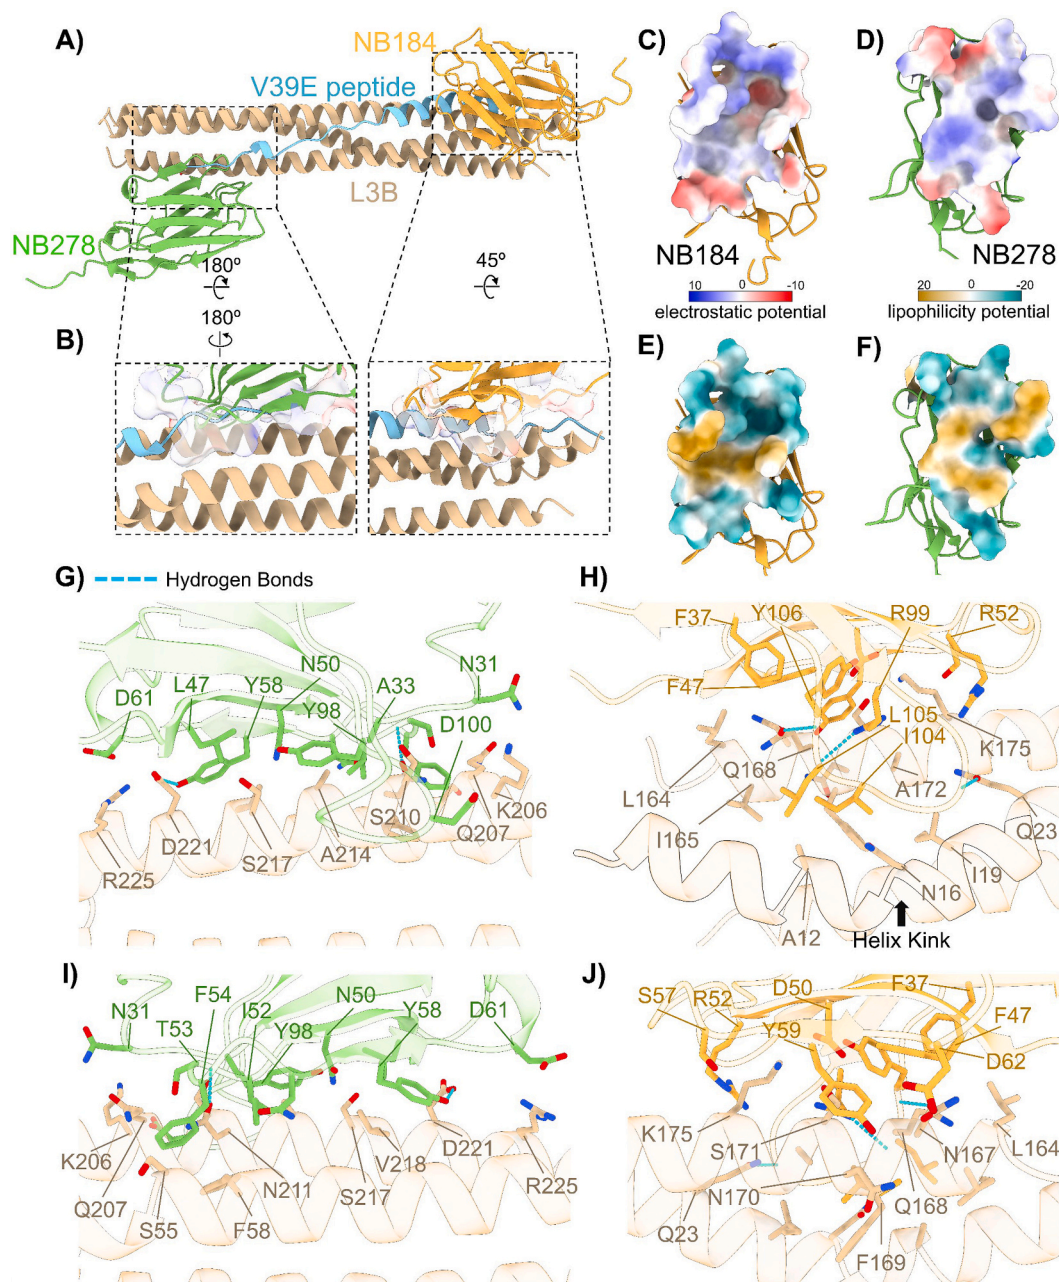 A)
NB184
C)
D)
V39E peptide
L3B
NB278
180º
45º
180º
B)
NB184
NB278
10 0 -10
electrostatic potential
20 0 -20
lipophilicity potential
E)
F)
G)
Hydrogen Bonds
H)
N50
D61 L47 Y58
Y98
A33
N31
D100
S210
K206
Q207
D221
S217
A214
R225
F37
Y106
R99
R52
F47
L105
I104
K175
Q168
A172
L164
Q23
I165
I19
N16
A12
Helix Kink
I)
F54
I52
N50
N31
Y58
D61
T53
Y98
K206
D221
V218
R225
Q207
N211
S217
S55
F58
J)
D50
F37
S57
R52
F47
Y59
D62
K175
S171
L164
N167
N170
Q168
Q23
F169